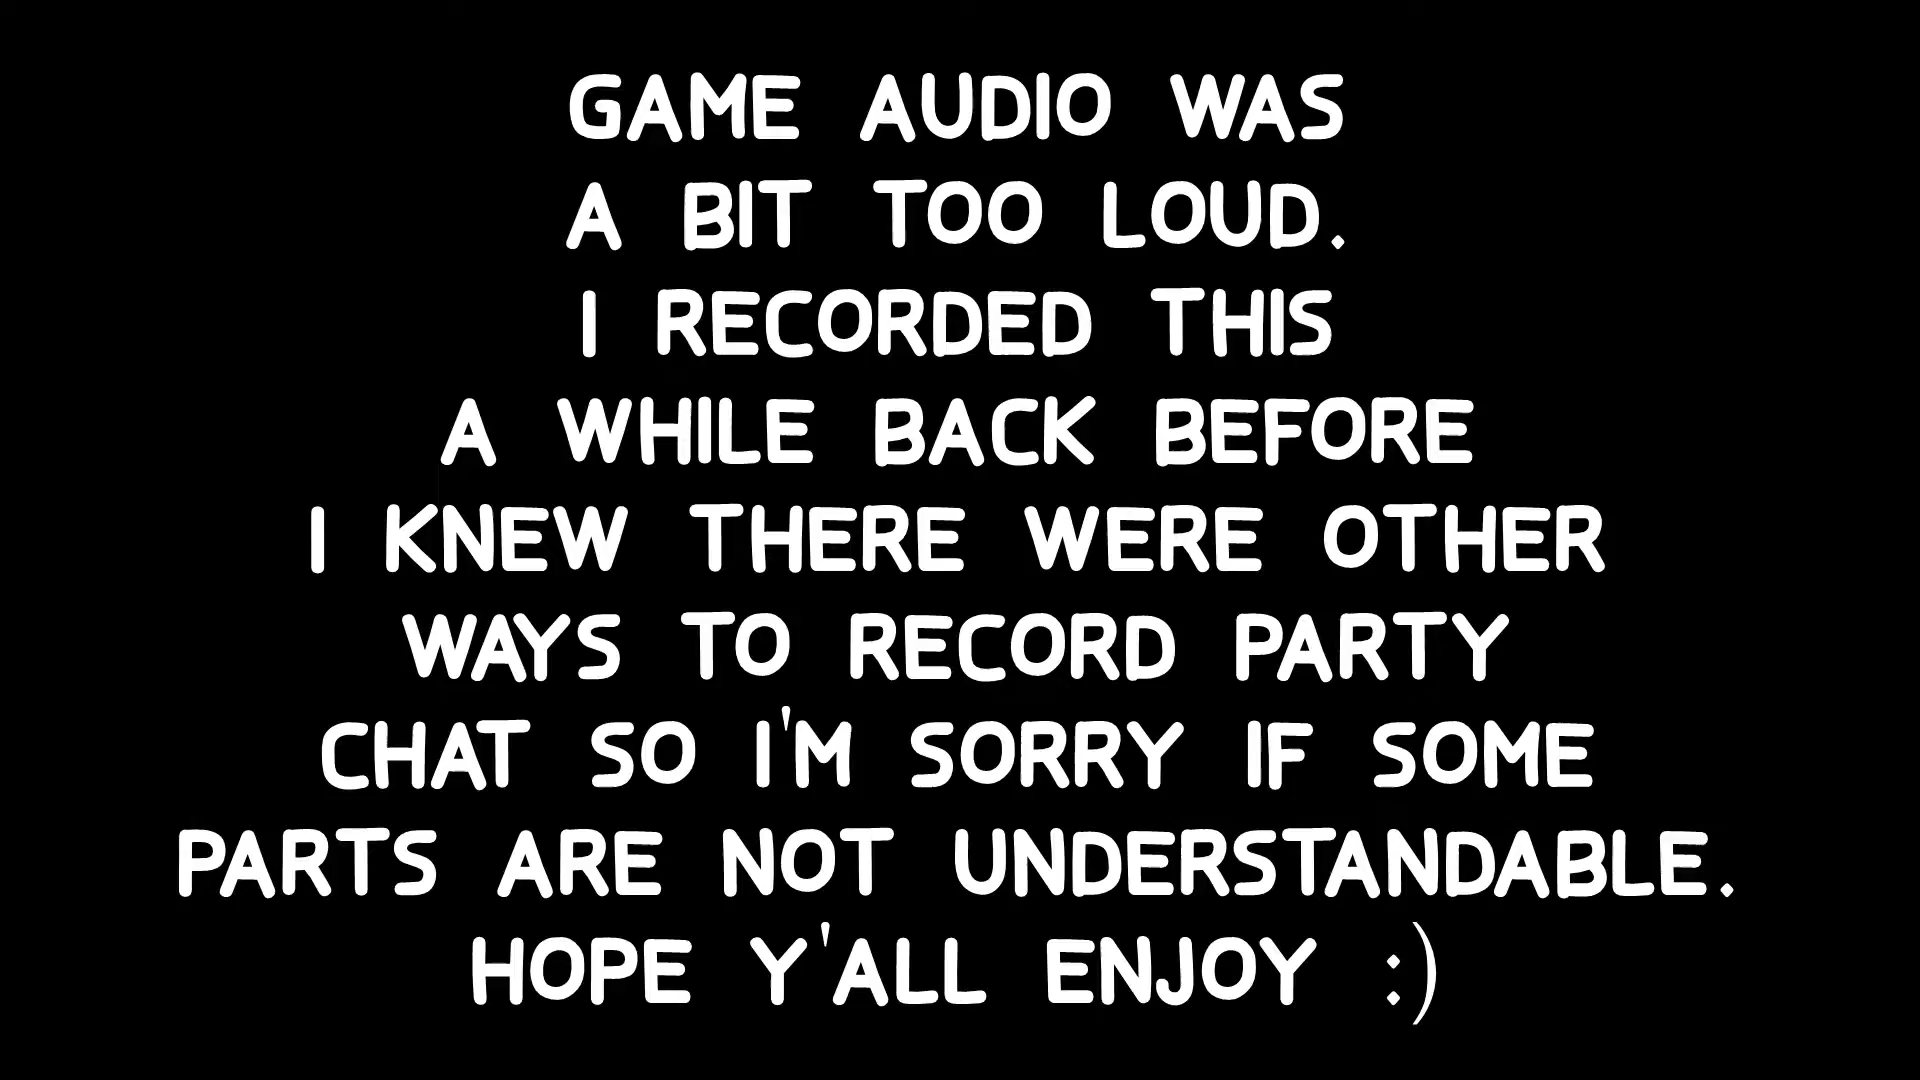 GAME AUDIO WAS
A BIT TOO LOUD.
I RECORDED THIS
A WHILE BACK BEFORE
I KNEW THERE WERE OTHER
WAYS TO RECORD PARTY
CHAT SO I'M SORRY IF SOME
PARTS ARE NOT UNDERSTANDABLE.
HOPE Y'ALL ENJOY :)